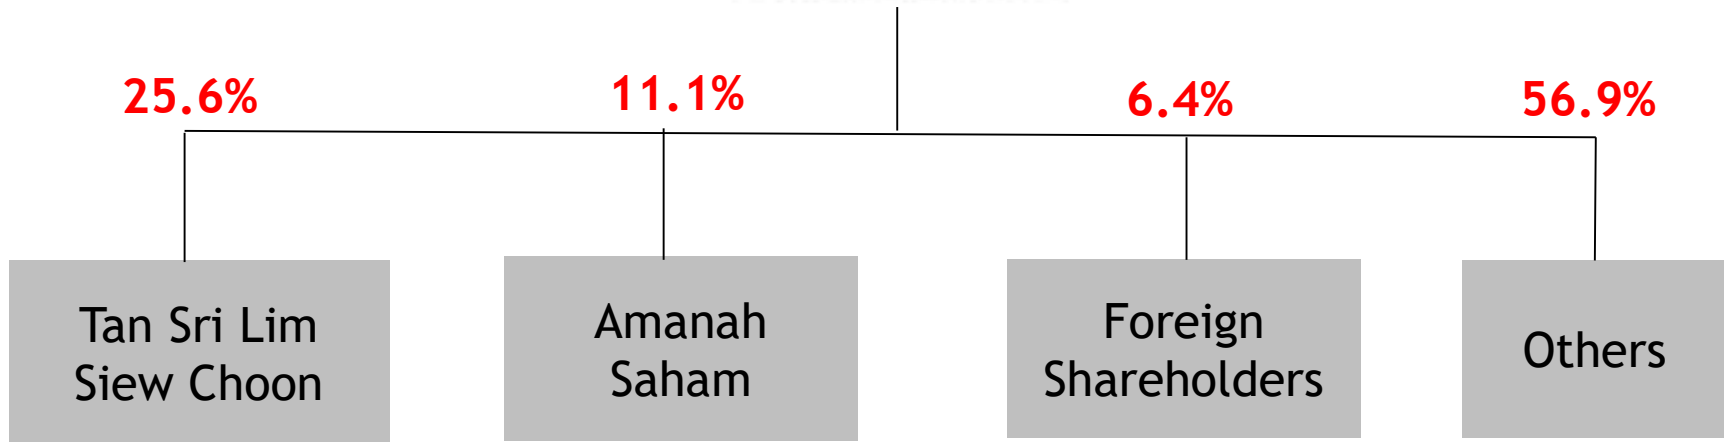 25.6%
11.1%
6.4%
56.9%
Tan Sri Lim
Siew Choon
Amanah
Saham
Foreign
Shareholders
Others